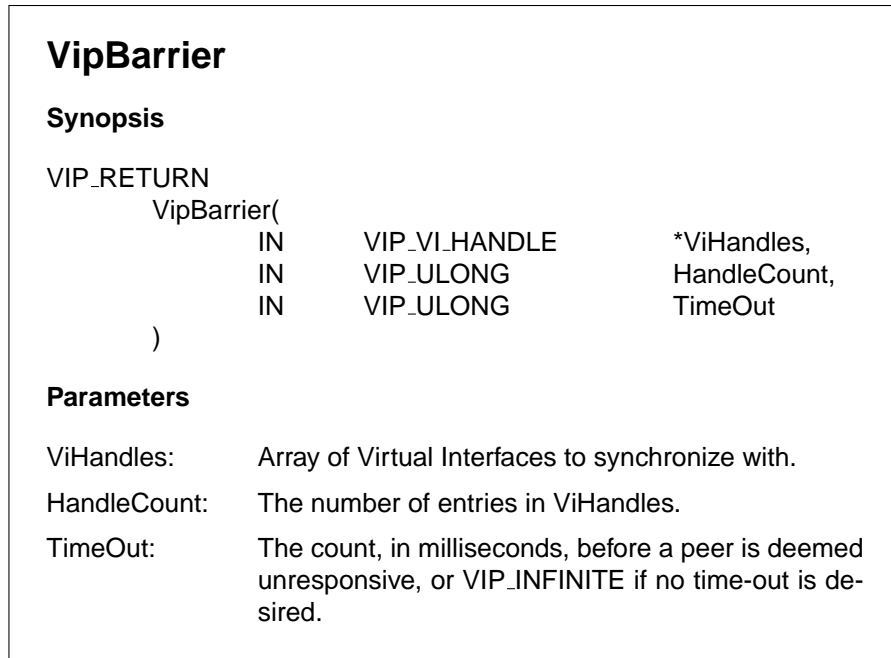 VipBarrier
Synopsis
VIP_RETURN
VipBarrier(
IN VIP_VI_HANDLE *ViHandles,
IN VIP_ULONG HandleCount,
IN VIP_ULONG TimeOut
)
Parameters
ViHandles: Array of Virtual Interfaces to synchronize with.
HandleCount: The number of entries in ViHandles.
TimeOut: The count, in milliseconds, before a peer is deemed
unresponsive, or VIP_INFINITE if no time-out is de-
sired.